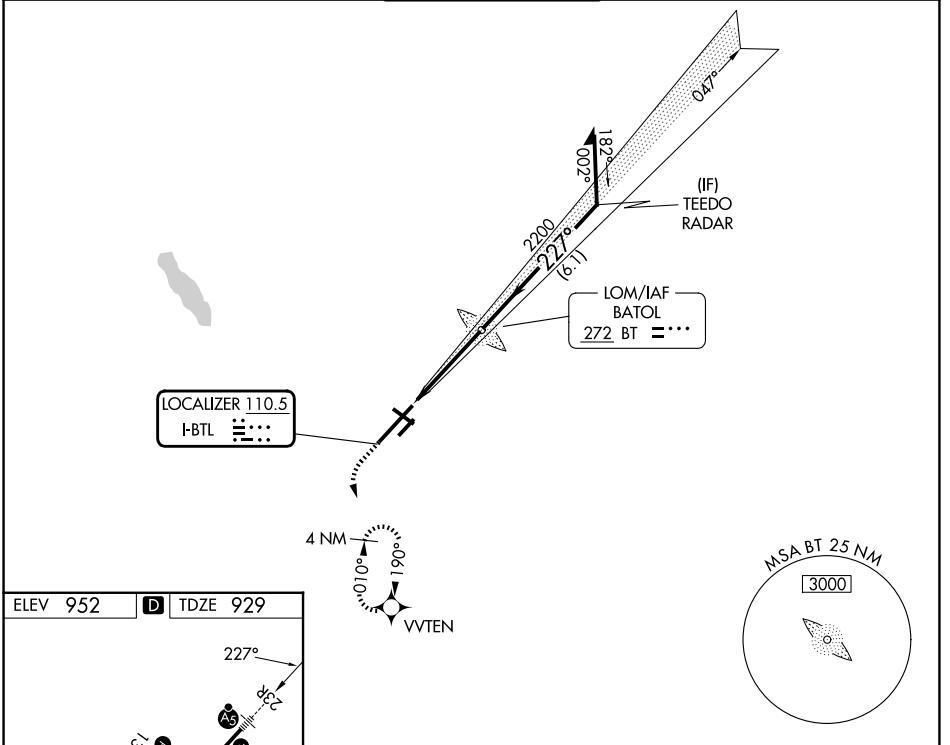 047°
182°
002°
(IF)
TEEDO
RADAR
2200
227°
(6.1)
LOM/IAF
BATOL
272 BT
LOCALIZER 110.5
I-BTL
4 NM
010°
190°
VVTEN
MSA BT 25 NM
3000
ELEV 952 D TDZE 929
227°
23R
A5